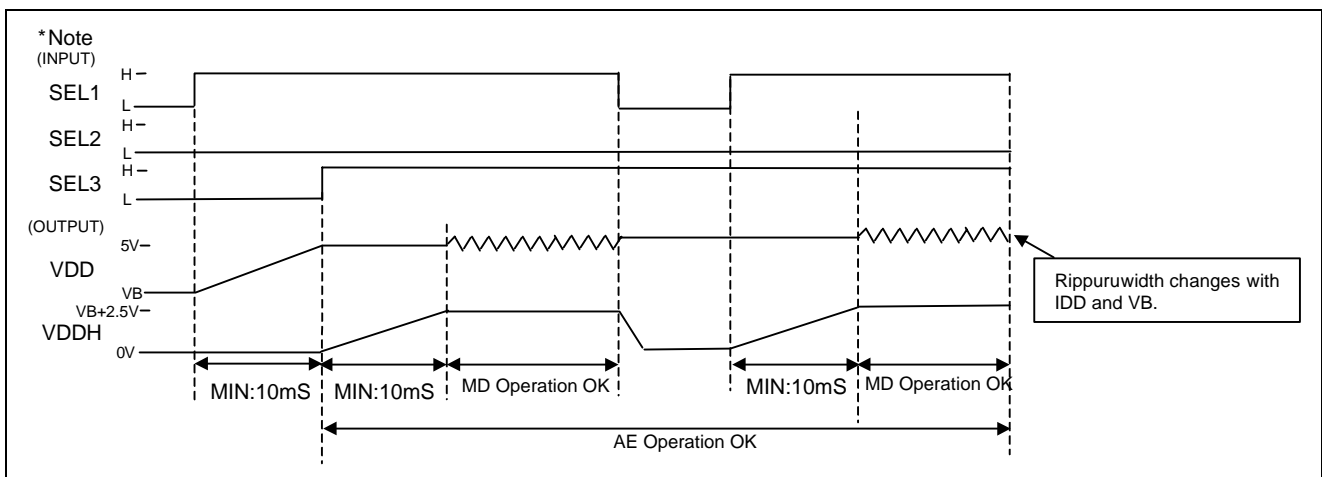 *Note
(INPUT)
H
SEL1
L
H
SEL2
L
H
SEL3
L
(OUTPUT)
5V
VDD
VB
VB+2.5V
VDDH
0V
Rippuruwidth changes with
IDD and VB.
MIN:10mS
MIN:10mS
MD Operation OK
MIN:10mS
MD Operation OK
AE Operation OK